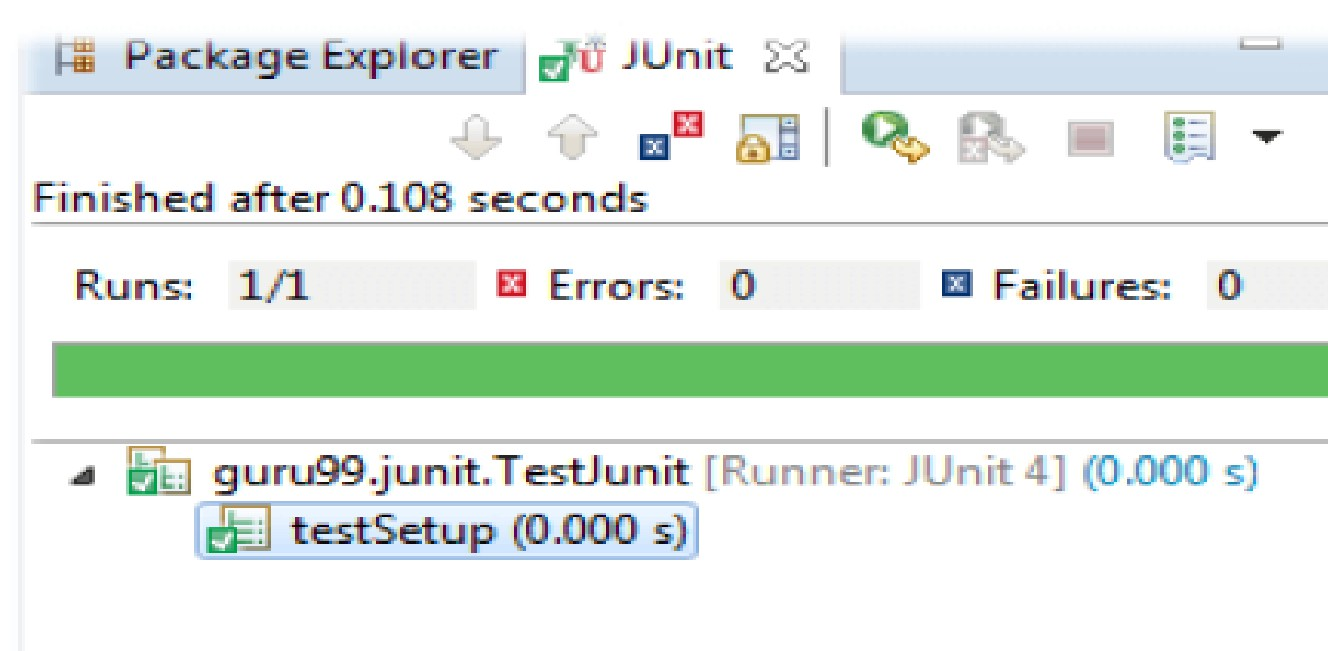 Package Explorer JUnit
Finished after 0.108 seconds
Runs: 1/1 Errors: 0 Failures: 0
guru99.junit.TestJunit [Runner: JUnit 4] (0.000 s)
testSetup (0.000 s)